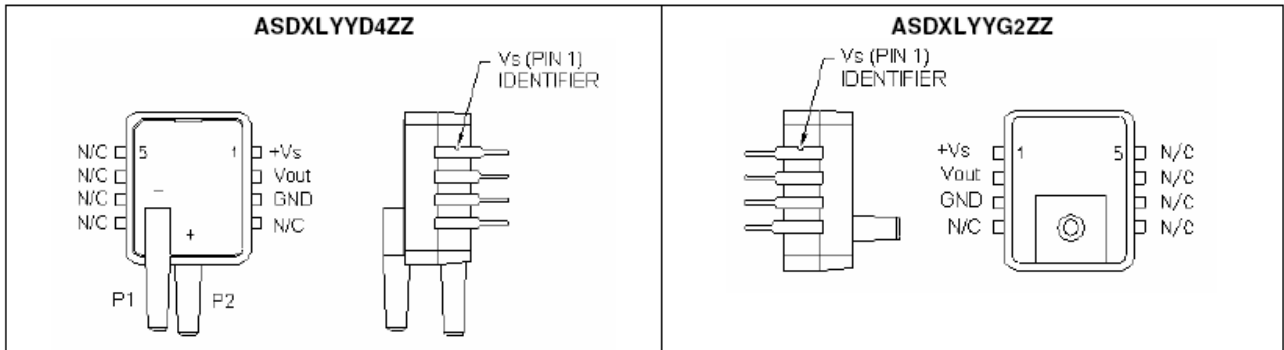 ASDXLYYD4ZZ
Vs (PIN 1)
IDENTIFIER
N/C 5 1 +Vs
N/C Vout
N/C - GND
N/C + N/C
P1 P2
ASDXLYYG2ZZ
Vs (PIN 1)
IDENTIFIER
+Vs 1 5 N/C
Vout N/C
GND N/C
N/C N/C